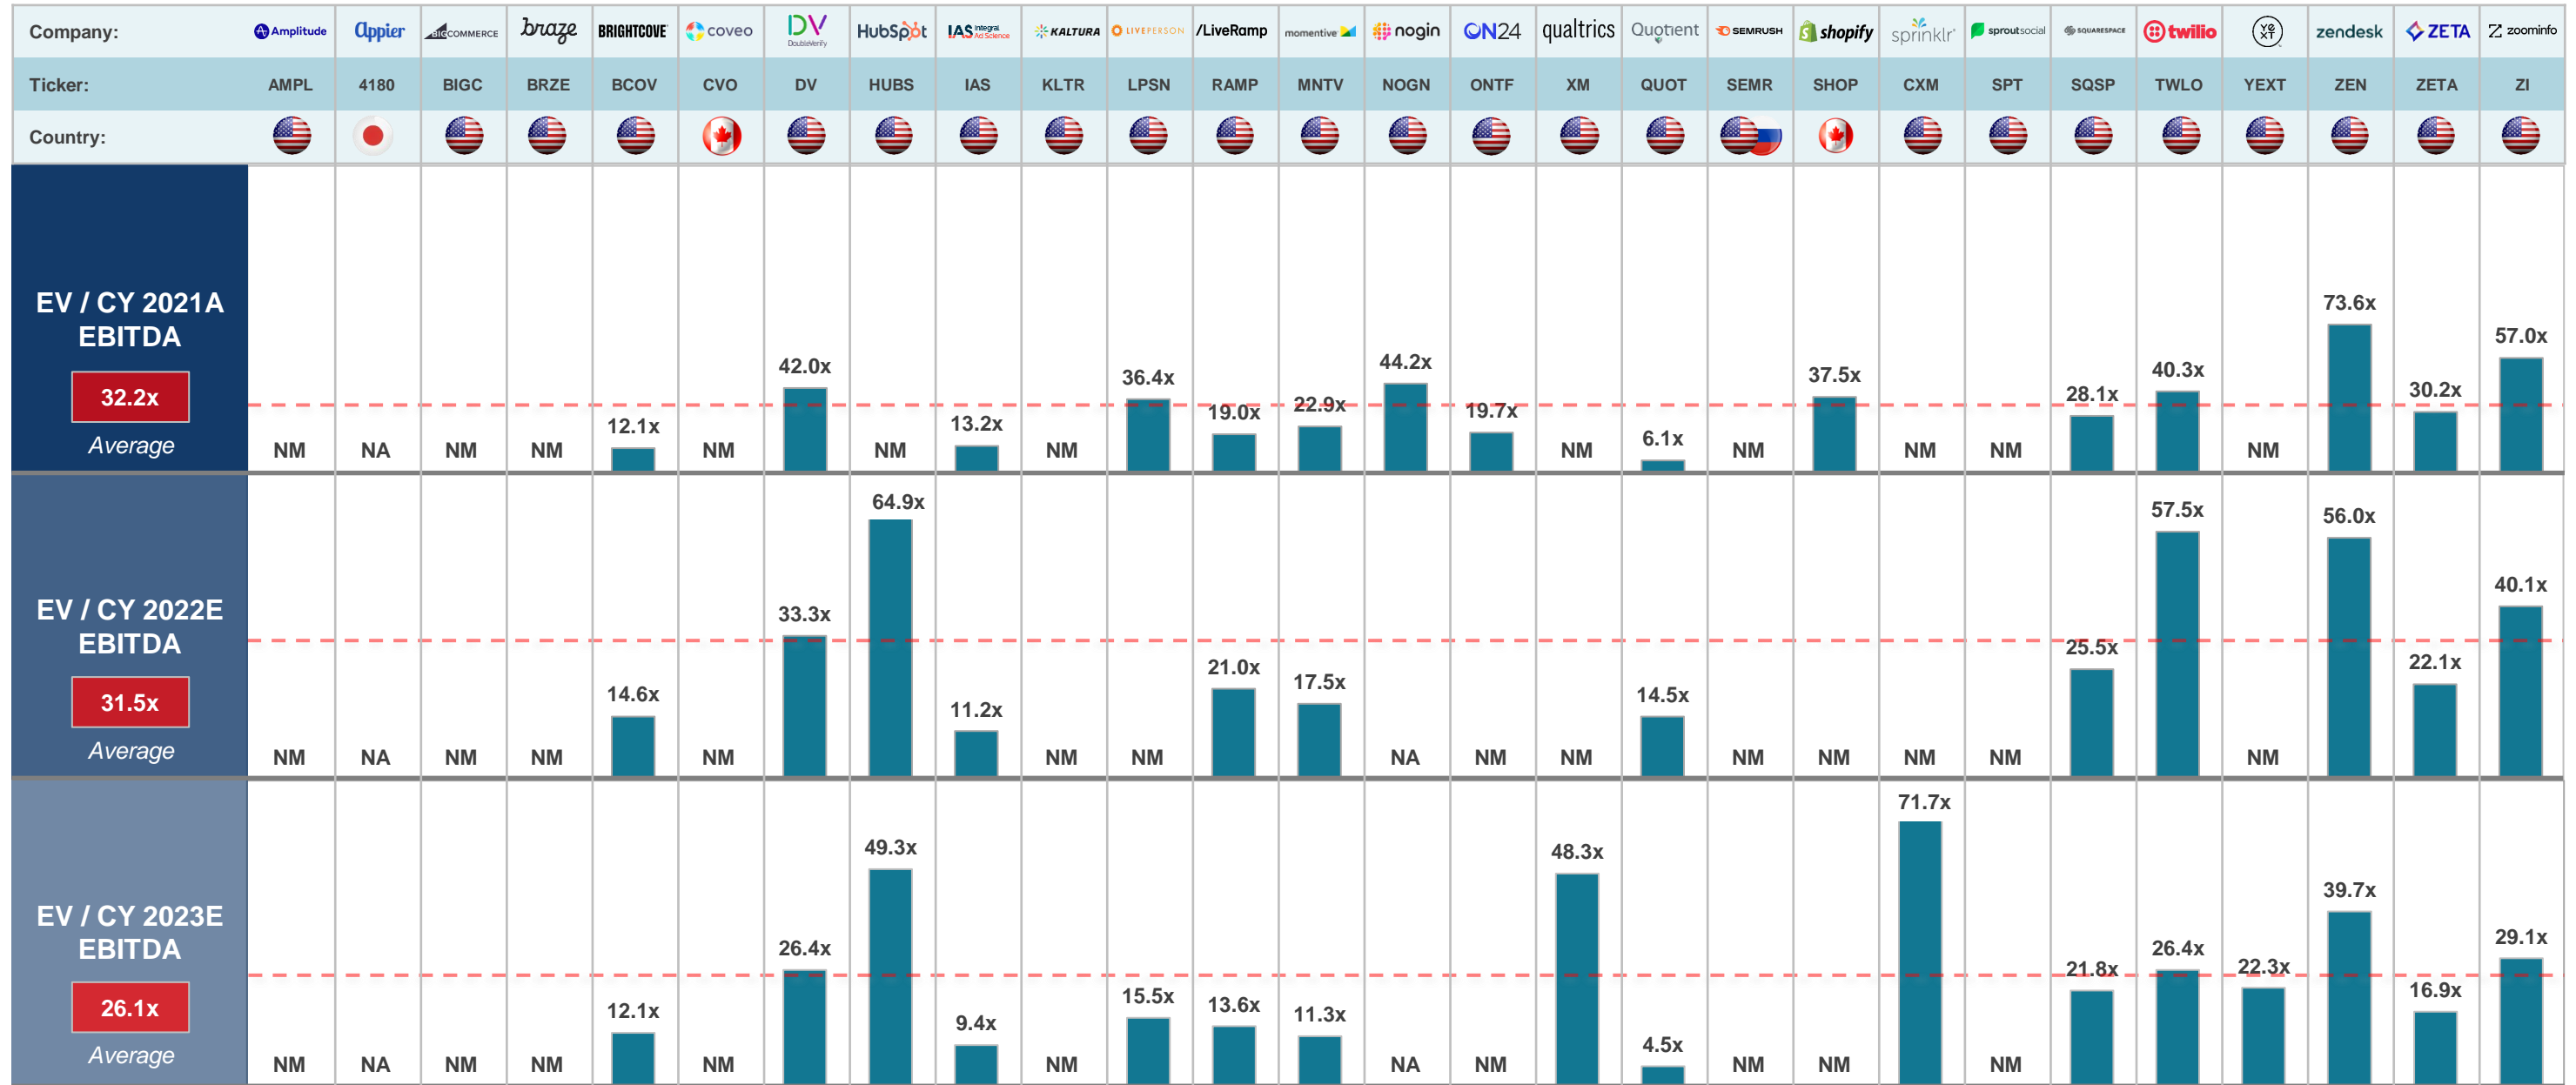 Company: Amplitude Appier BIGCOMMERCE braze BRIGHTCOVE coveo DV DoubleVerify HubSpot IAS Integral Ad Science KALTURA LIVEPERSON /LiveRamp momentive nogin ON24 qualtrics Quotient SEMRUSH shopify sprinklr sproutsocial SQUARESPACE twilio yext zendesk ZETA zoominfo
Ticker: AMPL 4180 BIGC BRZE BCOV CVO DV HUBS IAS KLTR LPSN RAMP MNTV NOGN ONTF XM QUOT SEMR SHOP CXM SPT SQSP TWLO YEXT ZEN ZETA ZI
Country:
EV / CY 2021A
EBITDA
32.2x
Average
NM NA NM NM 12.1x NM 42.0x NM 13.2x NM 36.4x 19.0x 22.9x 44.2x 19.7x NM 6.1x NM 37.5x NM NM 28.1x 40.3x NM 73.6x 30.2x 57.0x
EV / CY 2022E
EBITDA
31.5x
Average
NM NA NM NM 14.6x NM 33.3x 64.9x 11.2x NM NM 21.0x 17.5x NA NM NM 14.5x NM NM NM NM 25.5x 57.5x NM 56.0x 22.1x 40.1x
EV / CY 2023E
EBITDA
26.1x
Average
NM NA NM NM 12.1x NM 26.4x 49.3x 9.4x NM 15.5x 13.6x 11.3x NA NM 48.3x 4.5x NM NM 71.7x NM 21.8x 26.4x 22.3x 39.7x 16.9x 29.1x